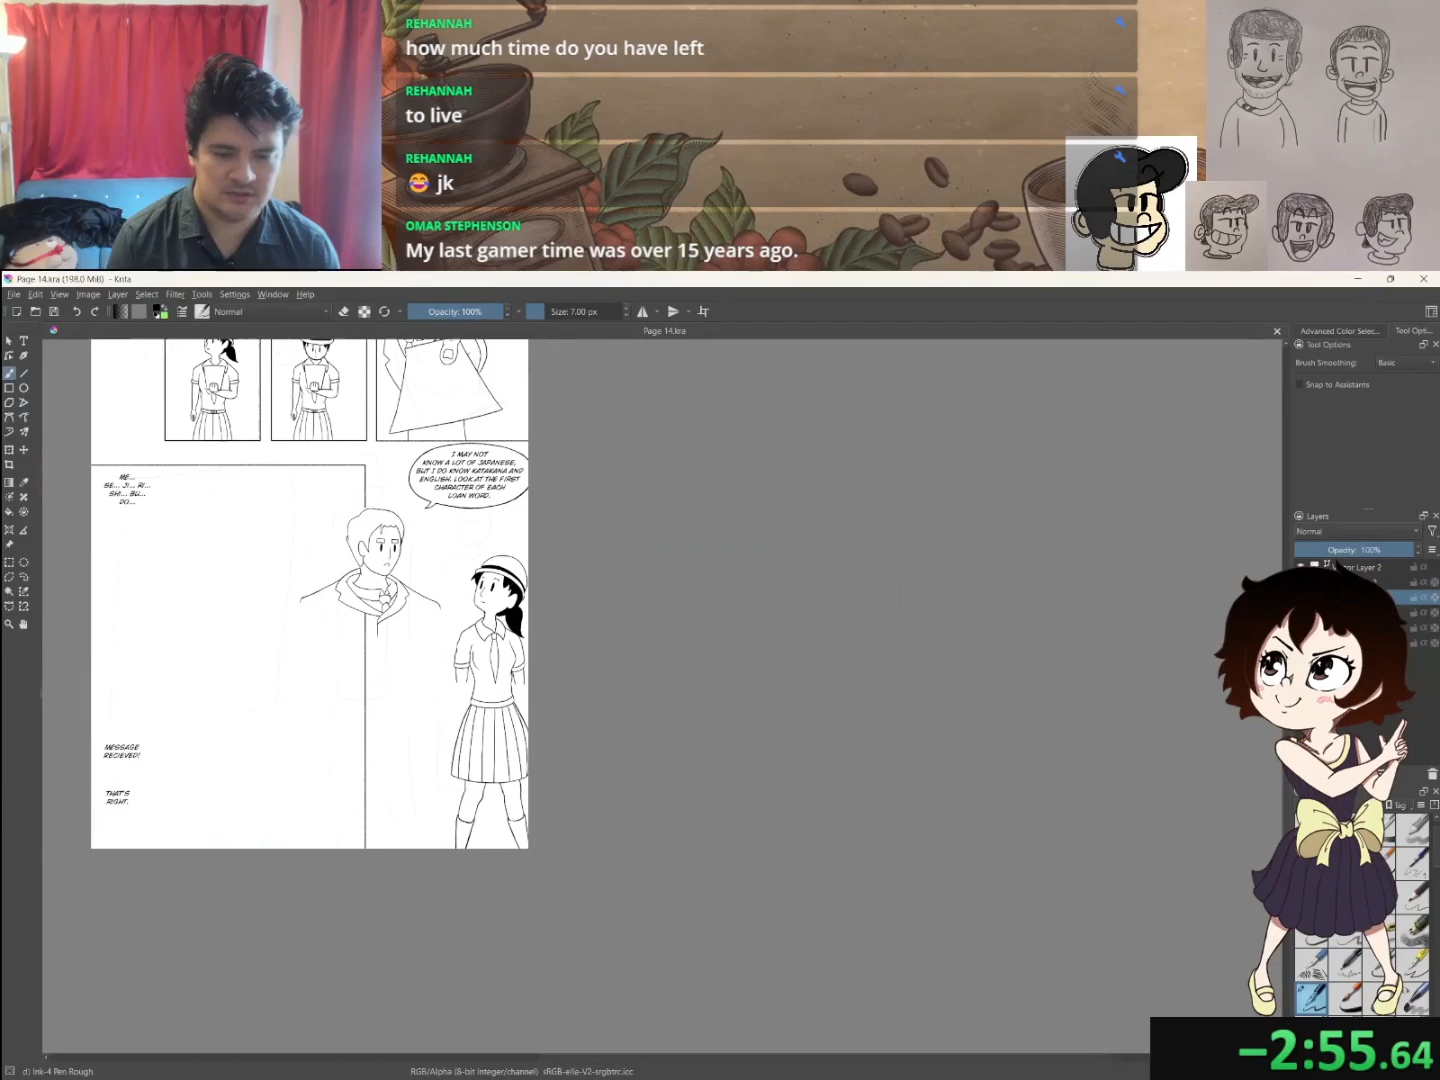 REHANNAH
how much time do you have left
REHANNAH
to live
REHANNAH
😂 jk
OMAR STEPHENSON
My last gamer time was over 15 years ago.
Page 14.kra (198.0 MiB) - Krita
File Edit View Image Layer Select Filter Tools Settings Window Help
Normal
Opacity: 100%
Size: 7.00 px
Page 14.kra
Advanced Color Selec...
Tool Opti...
Tool Options
Brush Smoothing:
Basic
Snap to Assistants
I MAY NOT
KNOW A LOT OF JAPANESE,
BUT I DO KNOW KATAKANA AND
ENGLISH, LOOK AT THE FIRST
CHARACTER OF EACH
LOAN WORD.
ME...
SE... JI... RI...
SHI... BU...
DO...
MESSAGE
RECIEVED!
THAT'S
RIGHT.
Layers
Normal
Opacity: 100%
Layer 2
Tag
-2:55.64
d) Ink-4 Pen Rough
RGB/Alpha (8-bit integer/channel) sRGB-elle-V2-srgbtrc.icc